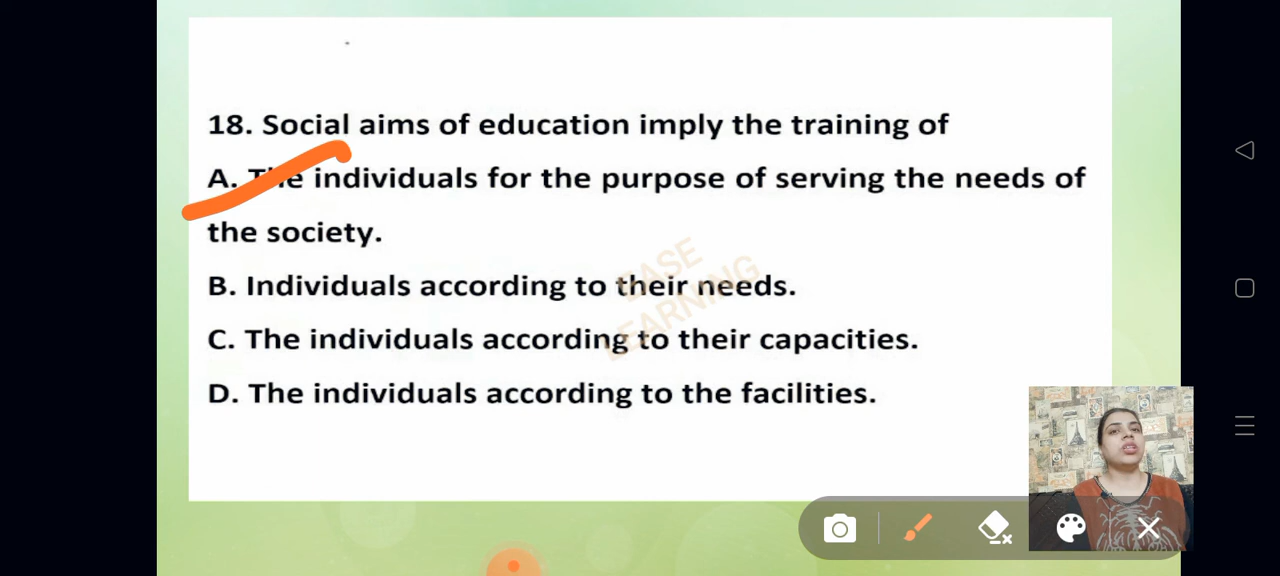 18. Social aims of education imply the training of
A. The individuals for the purpose of serving the needs of
the society.
B. Individuals according to their needs.
C. The individuals according to their capacities.
D. The individuals according to the facilities.
EASE
LEARNING